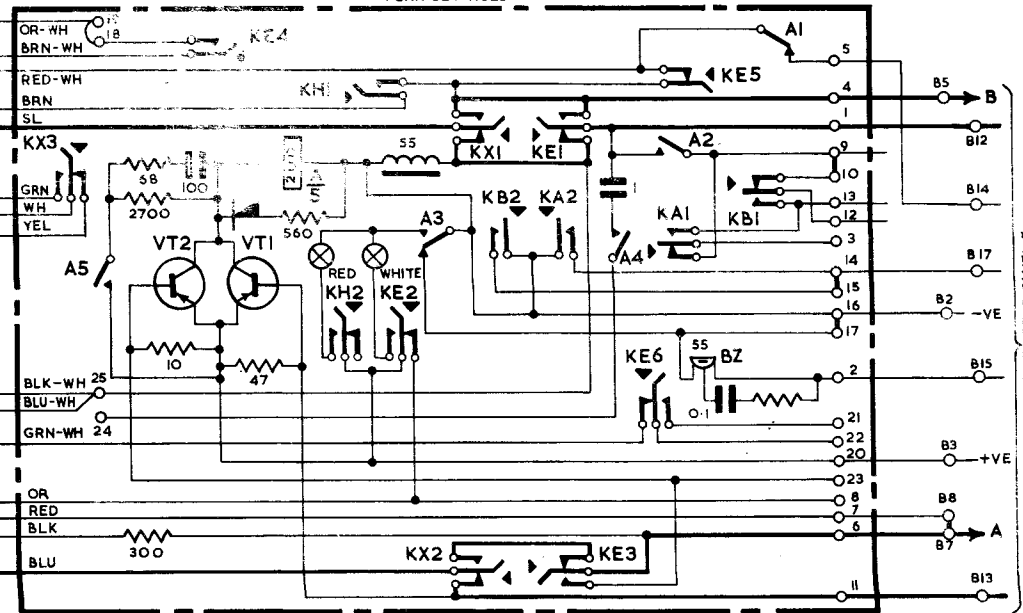 OR-WH
18
BRN-WH
KE4
RED-WH
BRN
SL
KH1
KE5
A1
5
4
B5
B
1
B12
KX3
KX1
KE1
A2
9
10
58
100
55
5
1
GRN
WH
YEL
2700
560
KB2
KA2
KA1
KB1
13
12
B14
3
VT2
VT1
A3
A4
A5
RED
WHITE
14
B17
15
KH2
KE2
16
B2
-VE
17
10
47
KE6
55
BZ
2
B15
BLK-WH
25
BLU-WH
0.1
24
GRN-WH
21
22
20
B3
+VE
23
OR
8
RED
7
B8
BLK
6
B7
A
300
BLU
KX2
KE3
11
B13